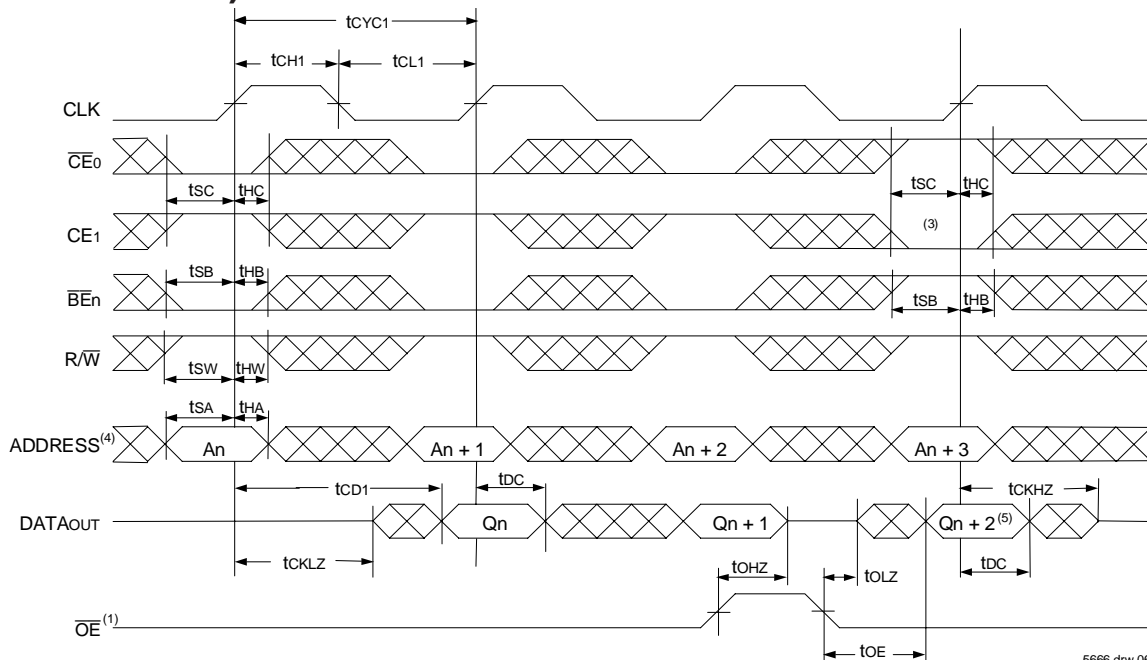 tCYC1
tCH1 tCL1
CLK
CE0
tSC tHC tSC tHC
CE1 (3)
tSB tHB
BEn
tSB tHB
R/W
tSW tHW
tSA tHA
ADDRESS(4) An An + 1 An + 2 An + 3
tCD1 tDC tCKHZ
DATAOUT Qn Qn + 1 Qn + 2(5)
tCKLZ tOHZ tOLZ tDC
OE(1)
tOE